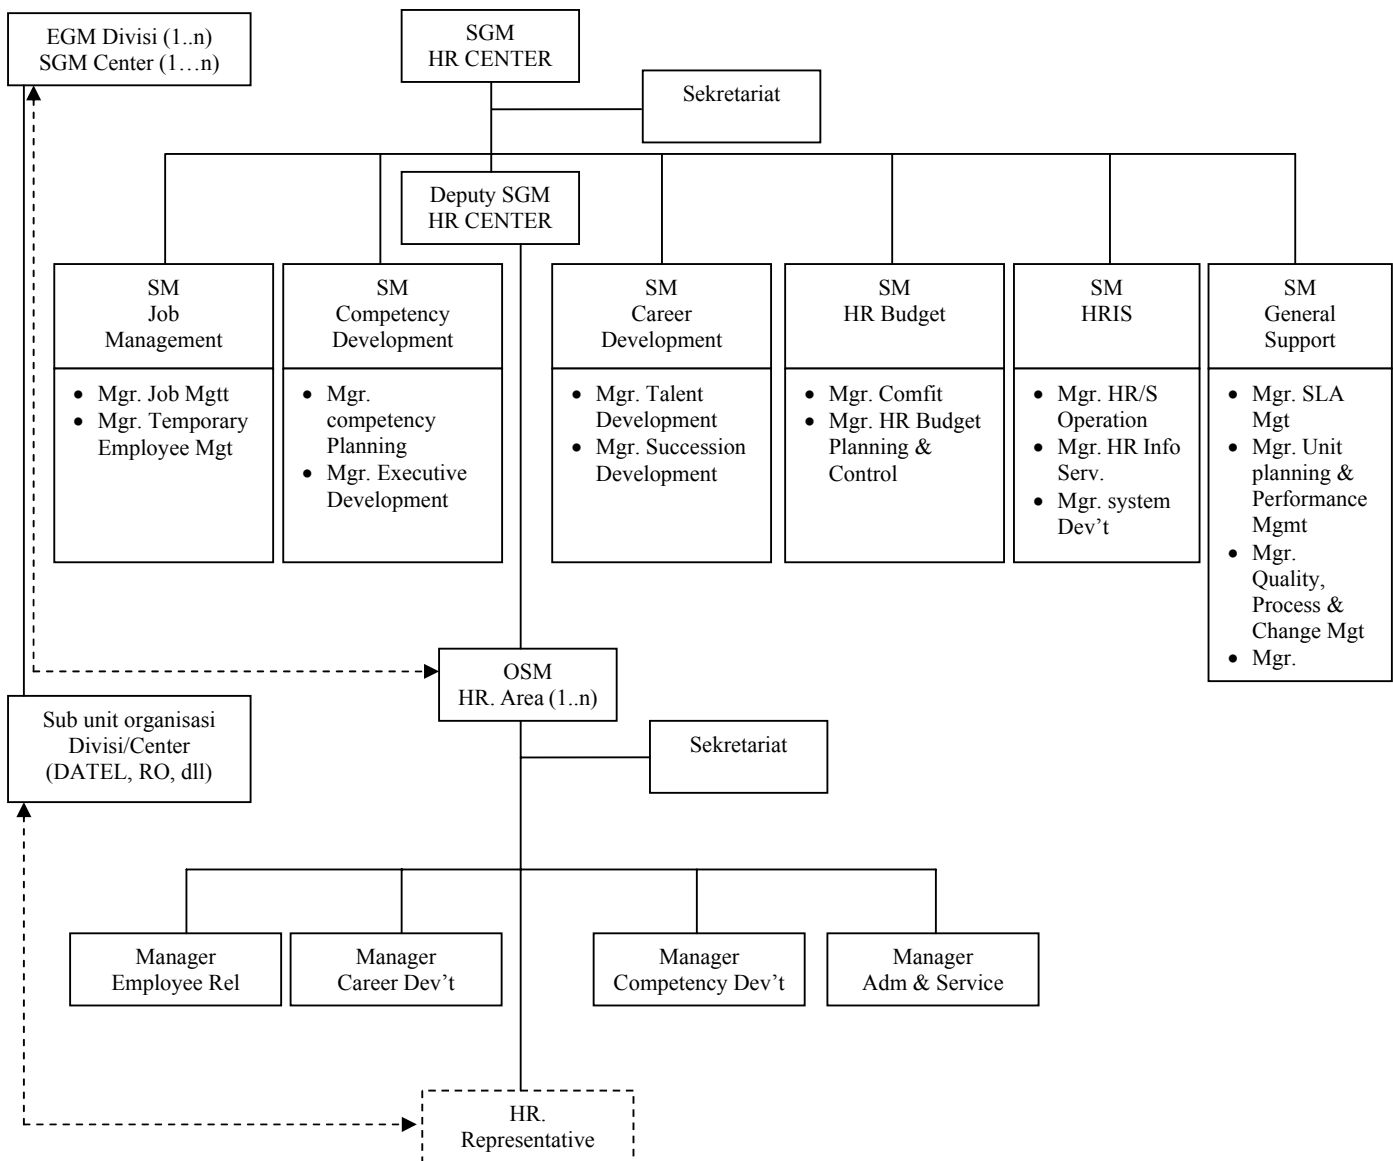 EGM Divisi (1..n)
SGM Center (1…n)
SGM
HR CENTER
Sekretariat
Deputy SGM
HR CENTER
SM
Job
Management
• Mgr. Job Mgtt
• Mgr. Temporary
Employee Mgt
SM
Competency
Development
• Mgr.
competency
Planning
• Mgr. Executive
Development
SM
Career
Development
• Mgr. Talent
Development
• Mgr. Succession
Development
SM
HR Budget
• Mgr. Comfit
• Mgr. HR Budget
Planning &
Control
SM
HRIS
• Mgr. HR/S
Operation
• Mgr. HR Info
Serv.
• Mgr. system
Dev’t
SM
General
Support
• Mgr. SLA
Mgt
• Mgr. Unit
planning &
Performance
Mgmt
• Mgr.
Quality,
Process &
Change Mgt
• Mgr.
OSM
HR. Area (1..n)
Sub unit organisasi
Divisi/Center
(DATEL, RO, dll)
Sekretariat
Manager
Employee Rel
Manager
Career Dev’t
Manager
Competency Dev’t
Manager
Adm & Service
HR.
Representative